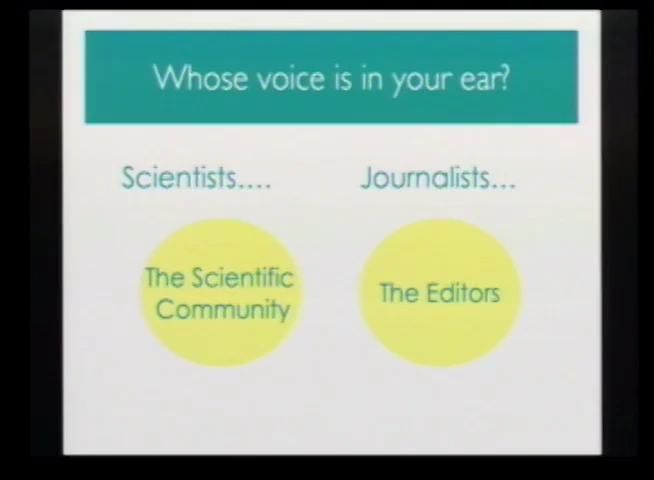 Whose voice is in your ear?
Scientists....
Journalists...
The Scientific
Community
The Editors